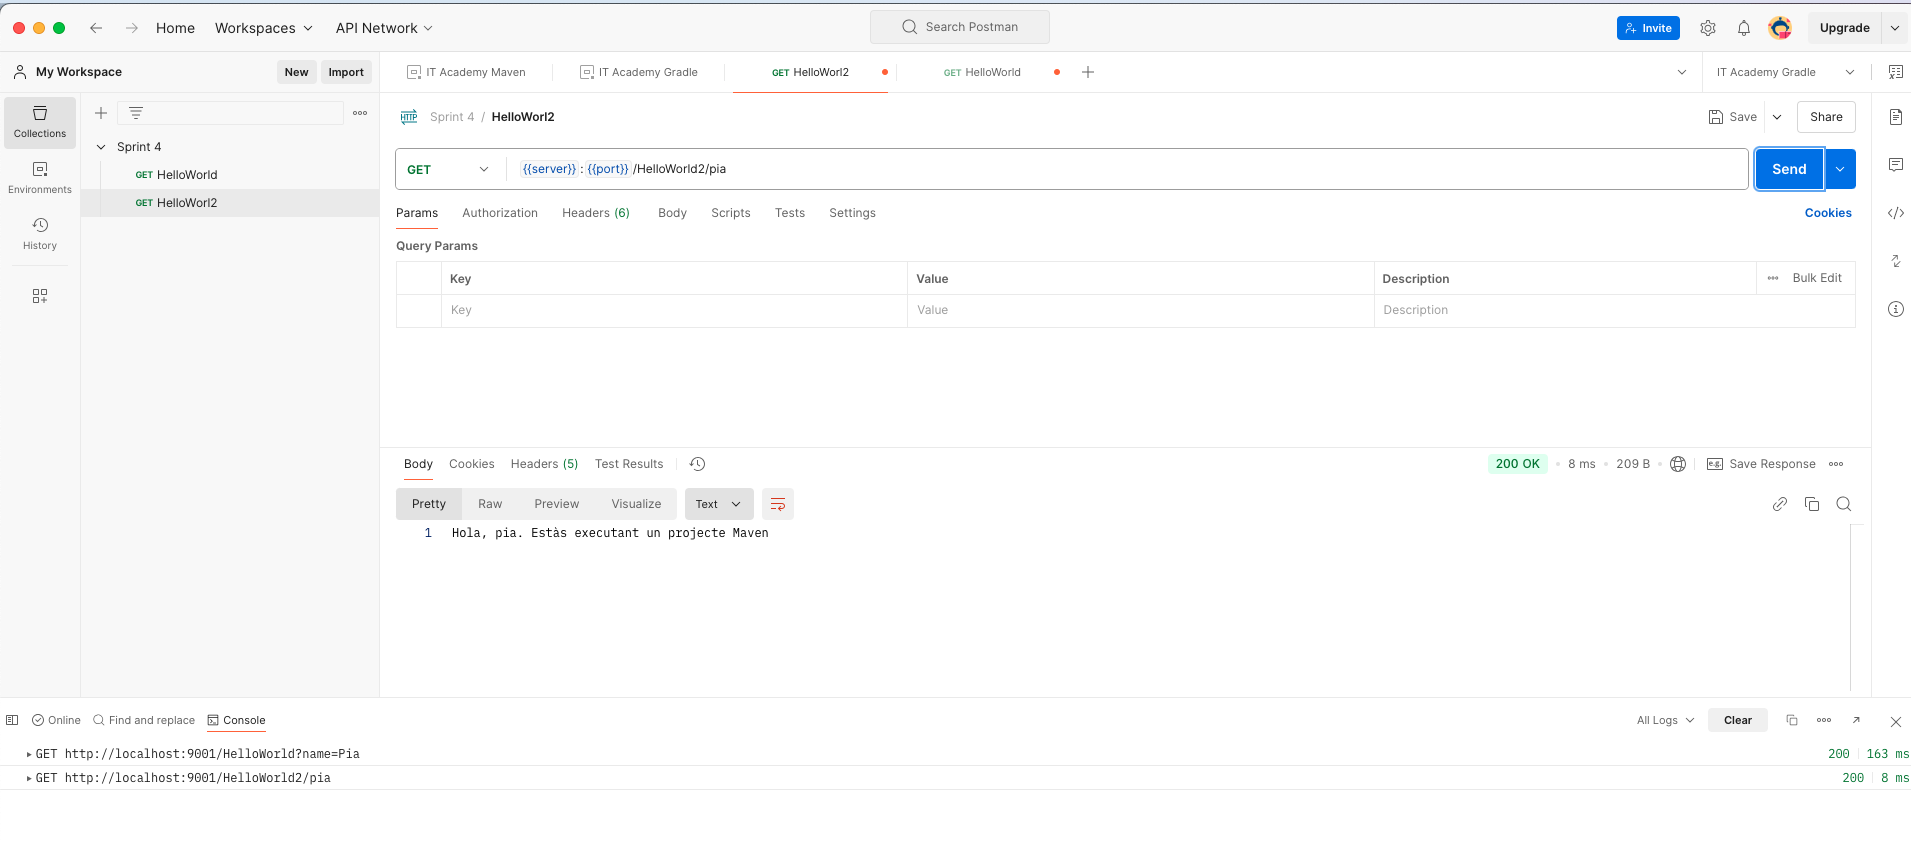 Home Workspaces API Network Search Postman Invite Upgrade
My Workspace New Import IT Academy Maven IT Academy Gradle GET HelloWorl2 GET HelloWorld IT Academy Gradle
Collections
Environments
History
Sprint 4
GET HelloWorld
GET HelloWorl2
HTTP Sprint 4 / HelloWorl2 Save Share
GET {{server}}:{{port}}/HelloWorld2/pia Send
Params Authorization Headers (6) Body Scripts Tests Settings Cookies
Query Params
Key Value Description Bulk Edit
Key Value Description
Body Cookies Headers (5) Test Results 200 OK 8 ms 209 B e.g. Save Response
Pretty Raw Preview Visualize Text
1 Hola, pia. Estàs executant un projecte Maven
Online Find and replace Console All Logs Clear
GET http://localhost:9001/HelloWorld?name=Pia 200 163 ms
GET http://localhost:9001/HelloWorld2/pia 200 8 ms